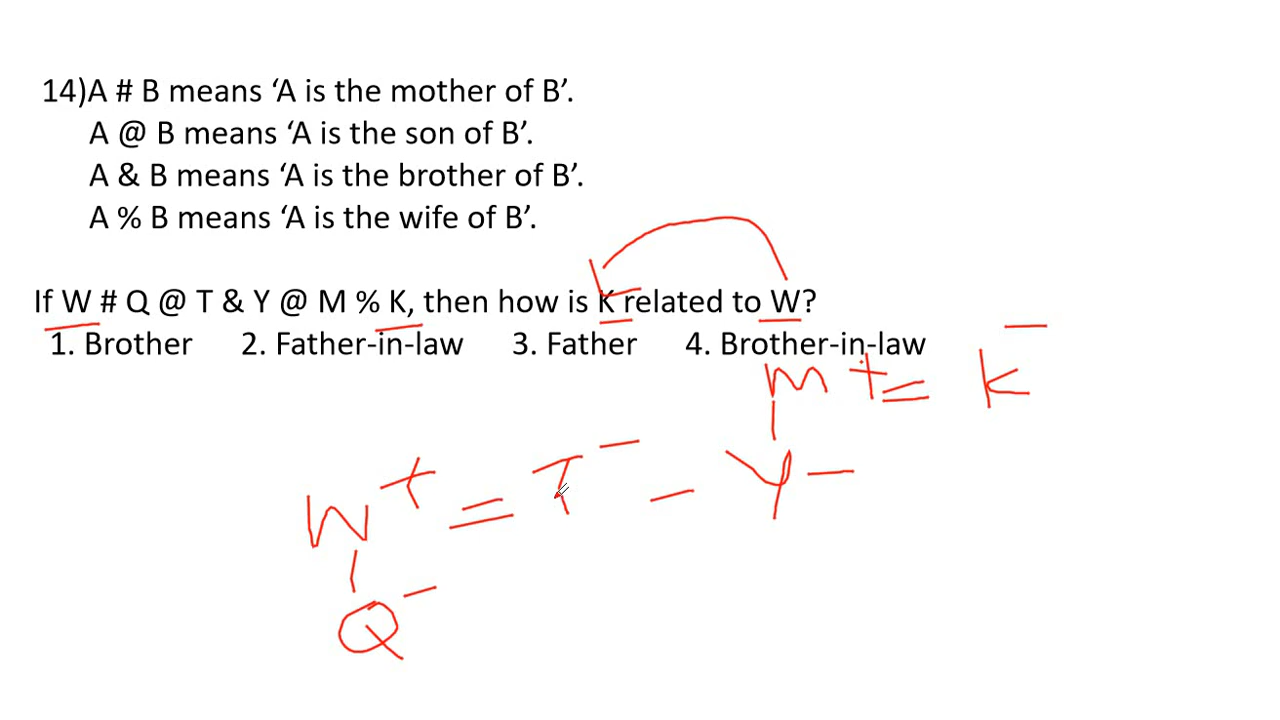 14)A # B means ‘A is the mother of B’.
A @ B means ‘A is the son of B’.
A & B means ‘A is the brother of B’.
A % B means ‘A is the wife of B’.
If W # Q @ T & Y @ M % K, then how is K related to W?
1. Brother 2. Father-in-law 3. Father 4. Brother-in-law
m + = k -
W + = T - - Y -
Q -